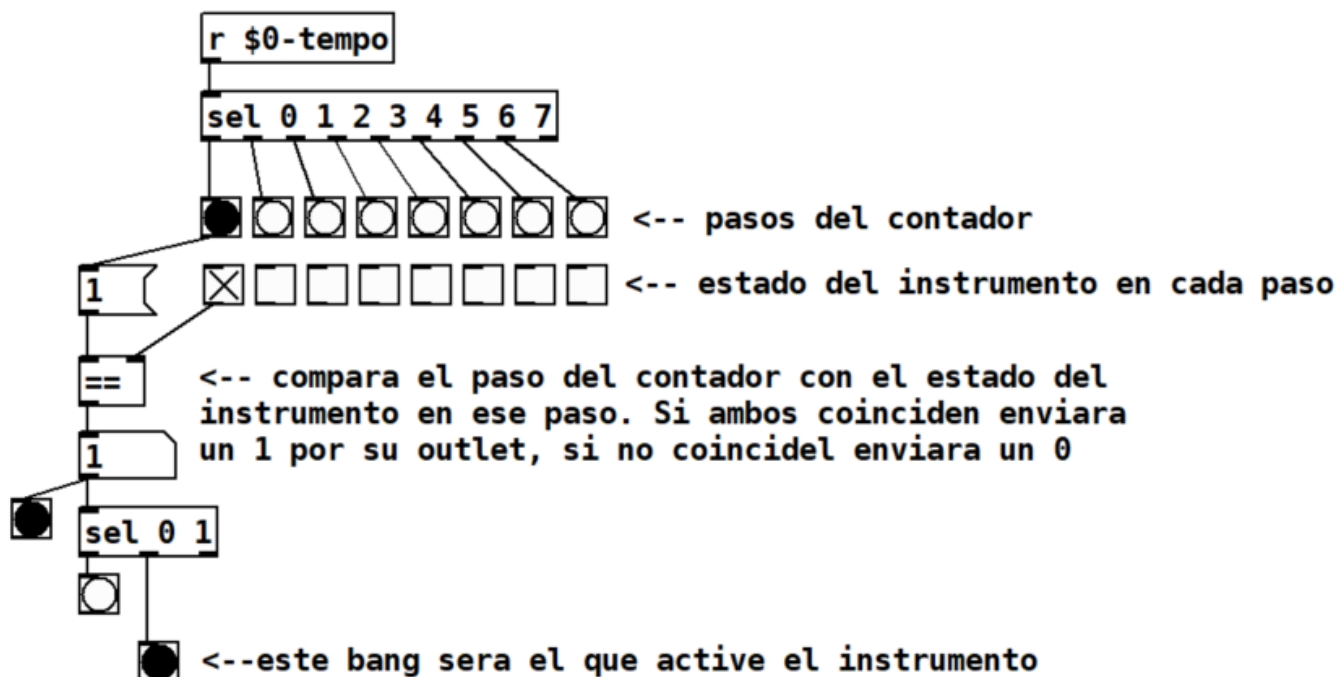 r $0-tempo
sel 0 1 2 3 4 5 6 7
<-- pasos del contador
1
<-- estado del instrumento en cada paso
==
<-- compara el paso del contador con el estado del
instrumento en ese paso. Si ambos coinciden enviara
un 1 por su outlet, si no coincidel enviara un 0
1
sel 0 1
<--este bang sera el que active el instrumento